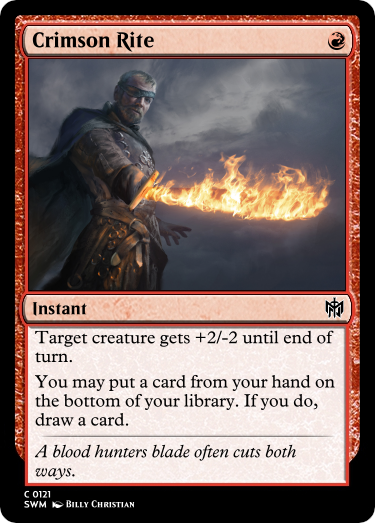 Crimson Rite
Instant
Target creature gets +2/-2 until end of
turn.
You may put a card from your hand on
the bottom of your library. If you do,
draw a card.
A blood hunters blade often cuts both
ways.
C 0121
SWM Billy Christian